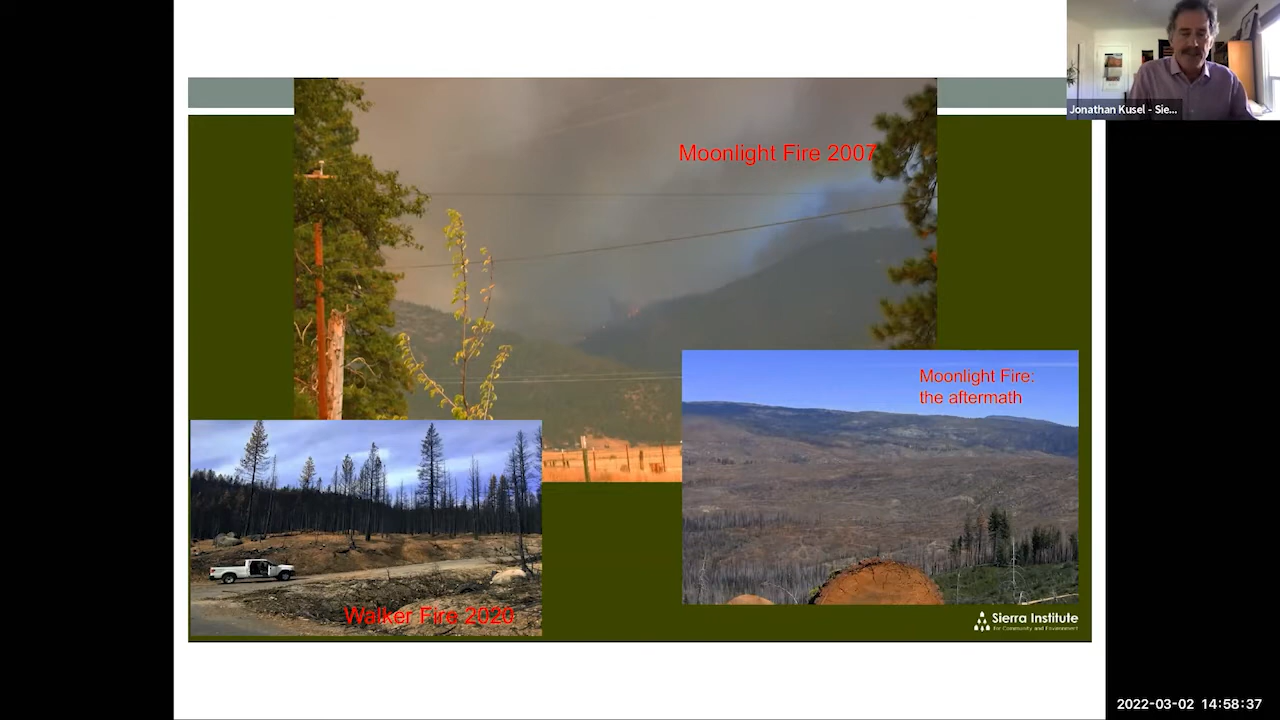 Jonathan Kusel - Sie...
Moonlight Fire 2007
Moonlight Fire:
the aftermath
Walker Fire 2020
Sierra Institute
for Community and Environment
2022-03-02 14:58:37